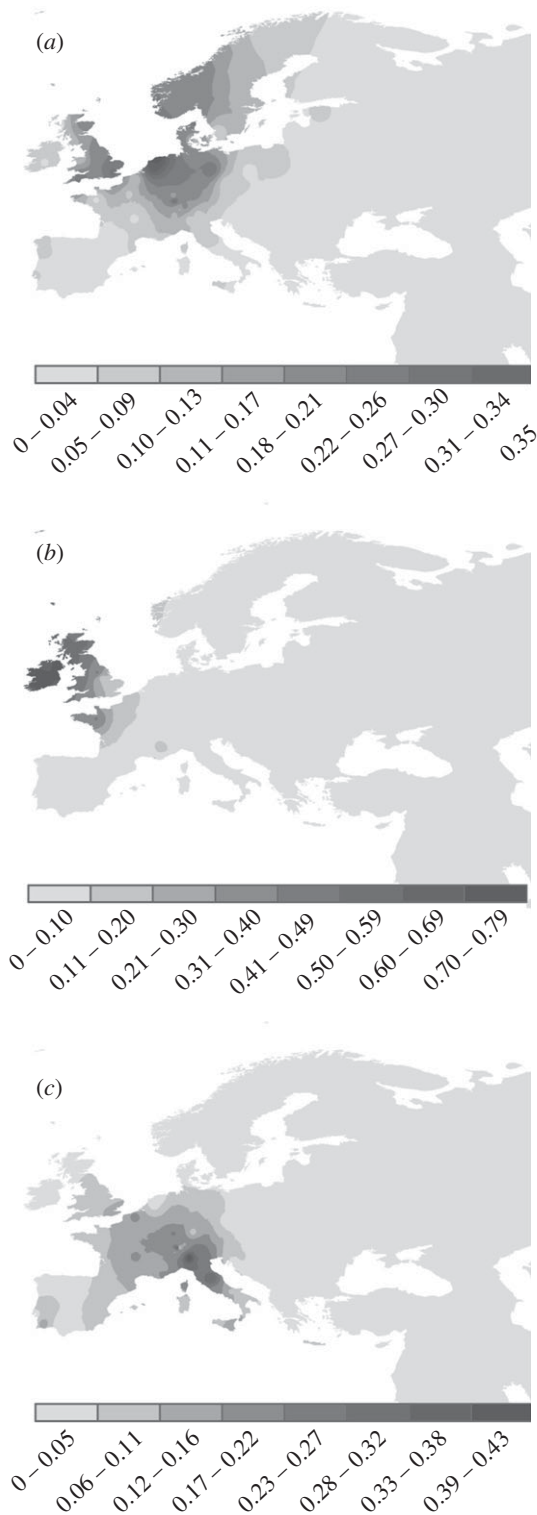 (a)
0 – 0.04
0.05 – 0.09
0.10 – 0.13
0.11 – 0.17
0.18 – 0.21
0.22 – 0.26
0.27 – 0.30
0.31 – 0.34
0.35
(b)
0 – 0.10
0.11 – 0.20
0.21 – 0.30
0.31 – 0.40
0.41 – 0.49
0.50 – 0.59
0.60 – 0.69
0.70 – 0.79
(c)
0 – 0.05
0.06 – 0.11
0.12 – 0.16
0.17 – 0.22
0.23 – 0.27
0.28 – 0.32
0.33 – 0.38
0.39 – 0.43